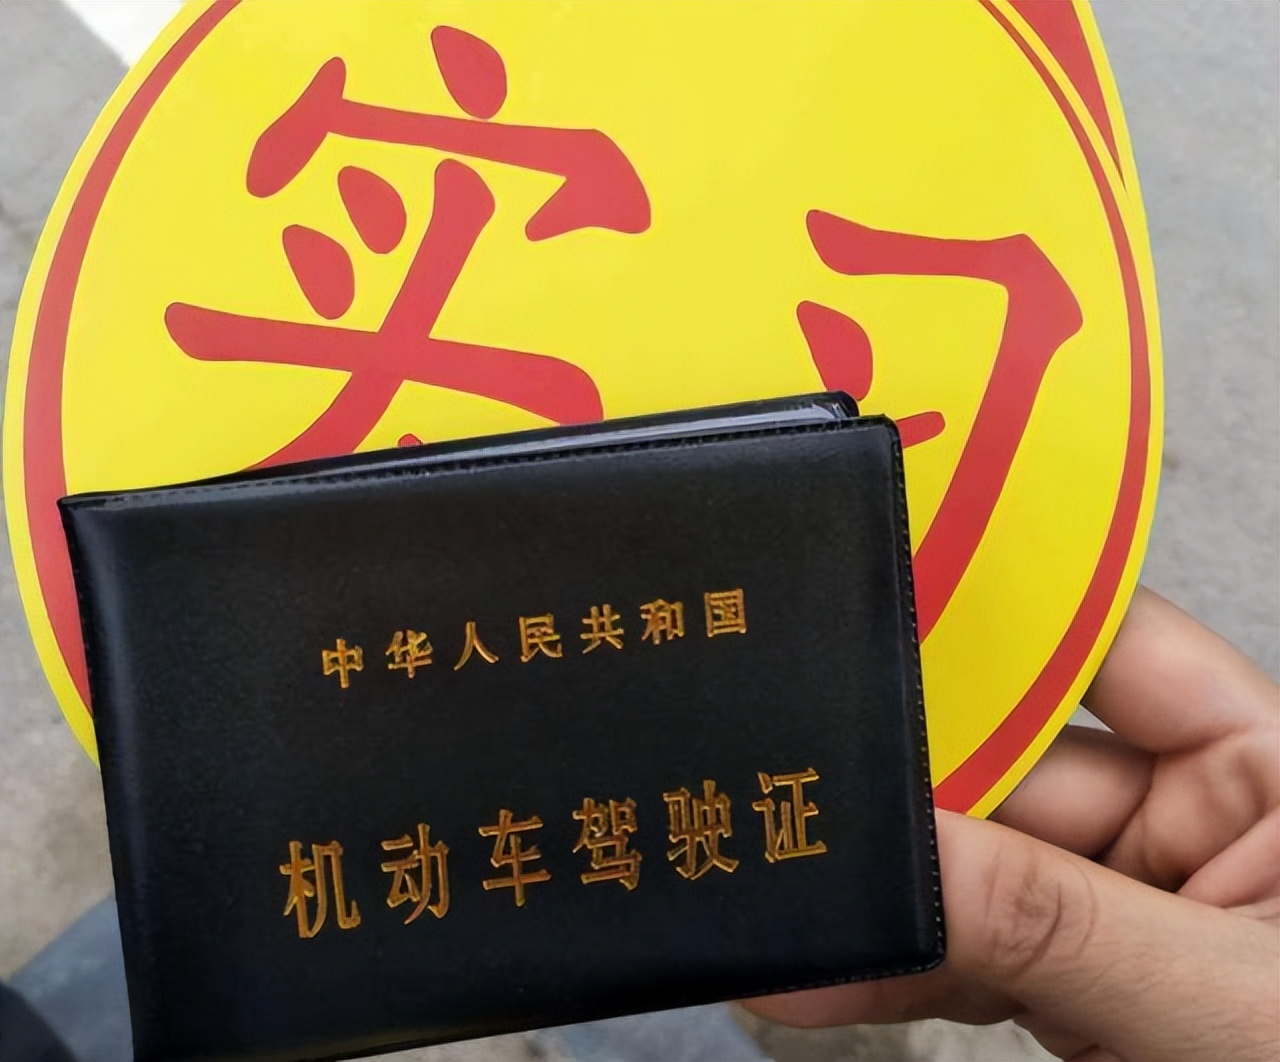 实习
中华人民共和国
机动车驾驶证